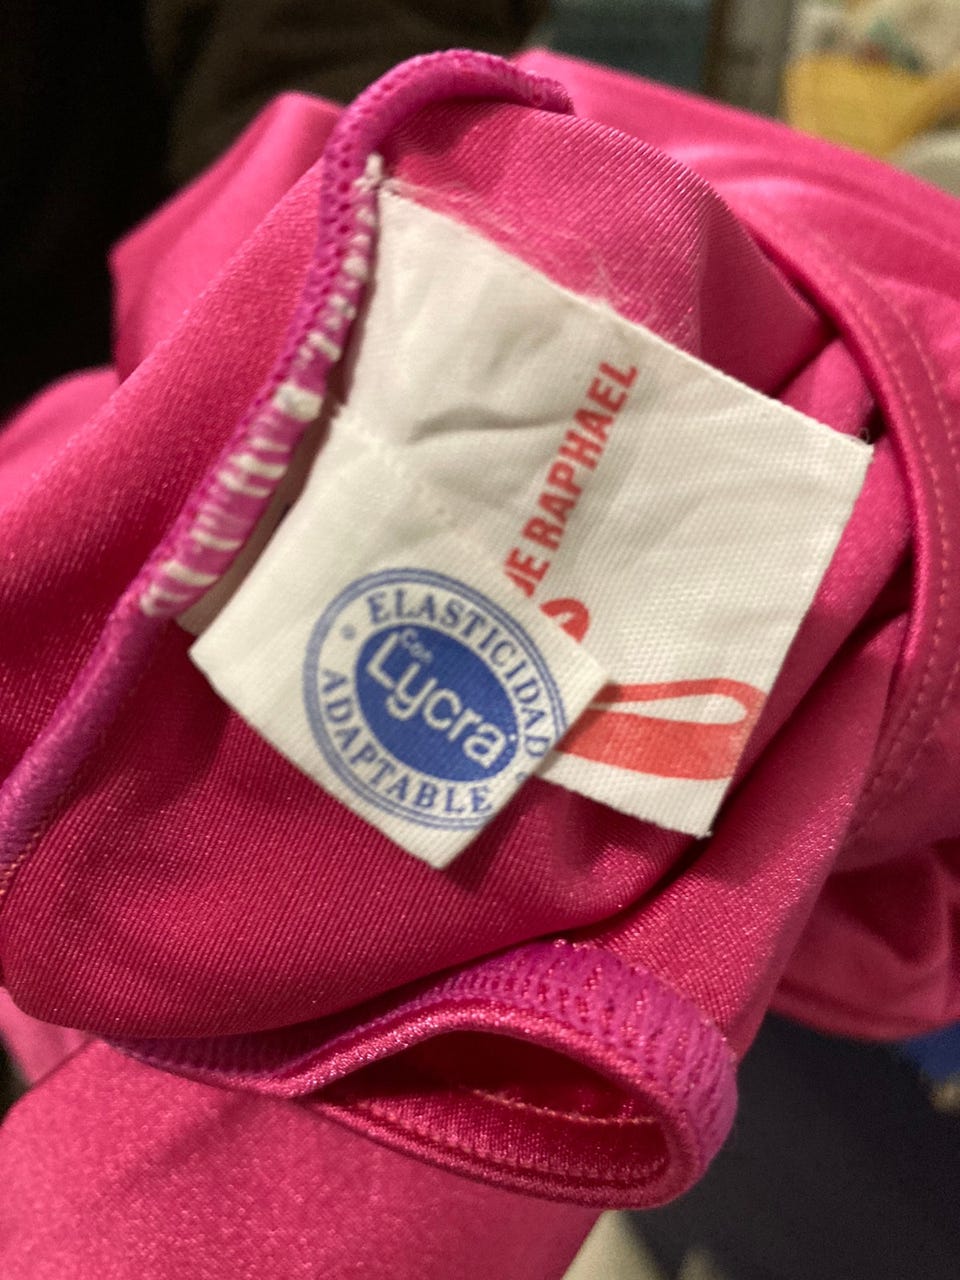 RAPHAEL
ELASTICIDAD
Con
Lycra
ADAPTABLE